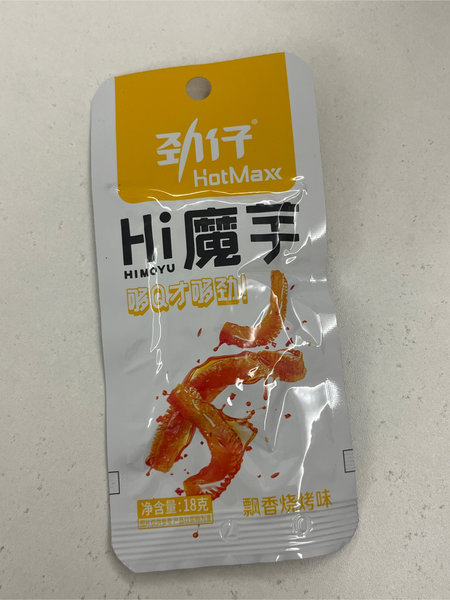 劲仔®
HotMaxx
Hi魔芋
HIMOYU
够Q才够劲!
净含量:18克
飘香烧烤味